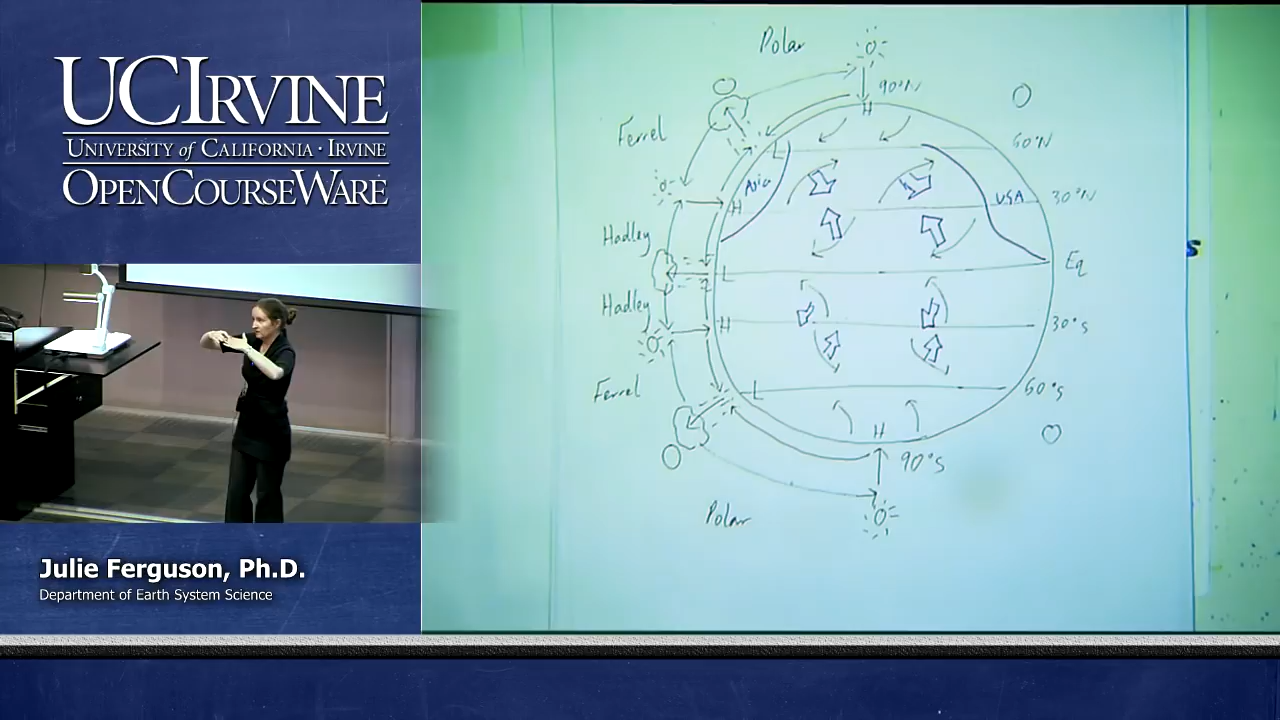 UCIRVINE
UNIVERSITY of CALIFORNIA · IRVINE
OPENCOURSEWARE
Julie Ferguson, Ph.D.
Department of Earth System Science
Polar
90°N
H
60°N
Ferrel
L
Asia
USA
30°N
H
Hadley
Eq
L
Hadley
H
30°S
Ferrel
L
60°S
H
90°S
Polar